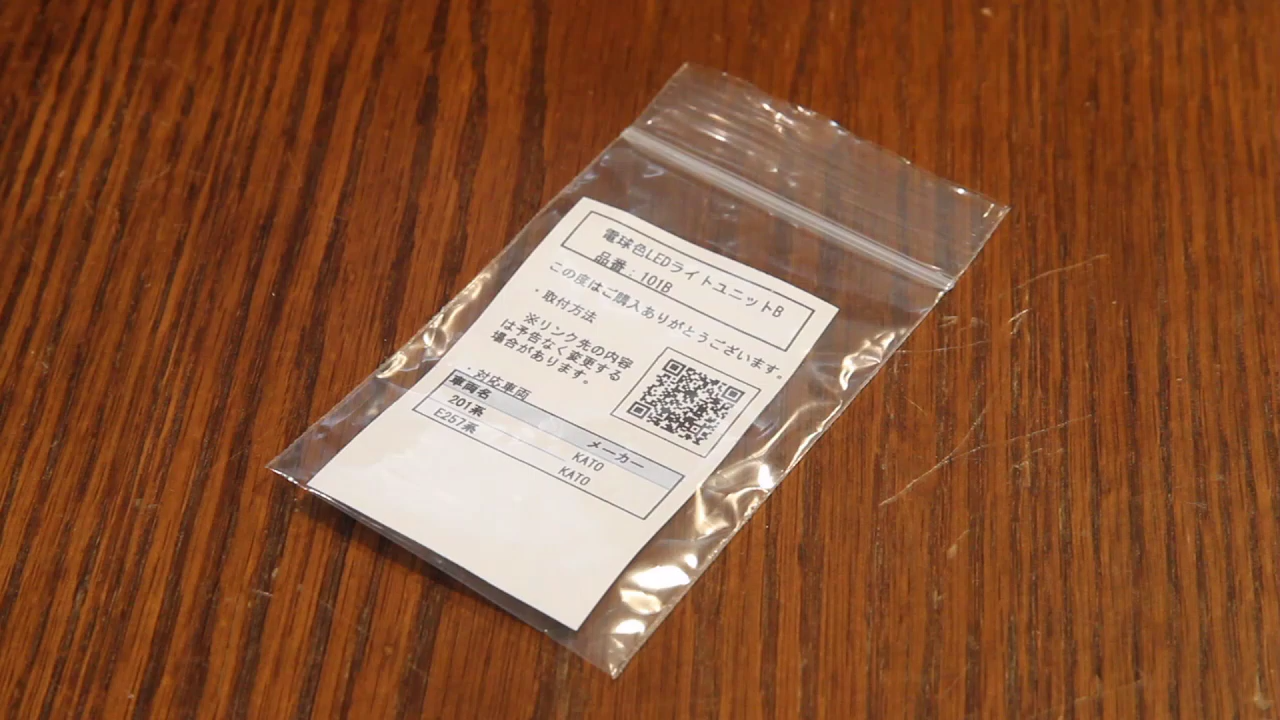 電球色LEDライトユニットB
品番：101B
この度はご購入ありがとうございます。
・取付方法
※リンク先の内容
は予告なく変更する
場合があります。
・対応車両
車両名 メーカー
201系 KATO
E257系 KATO